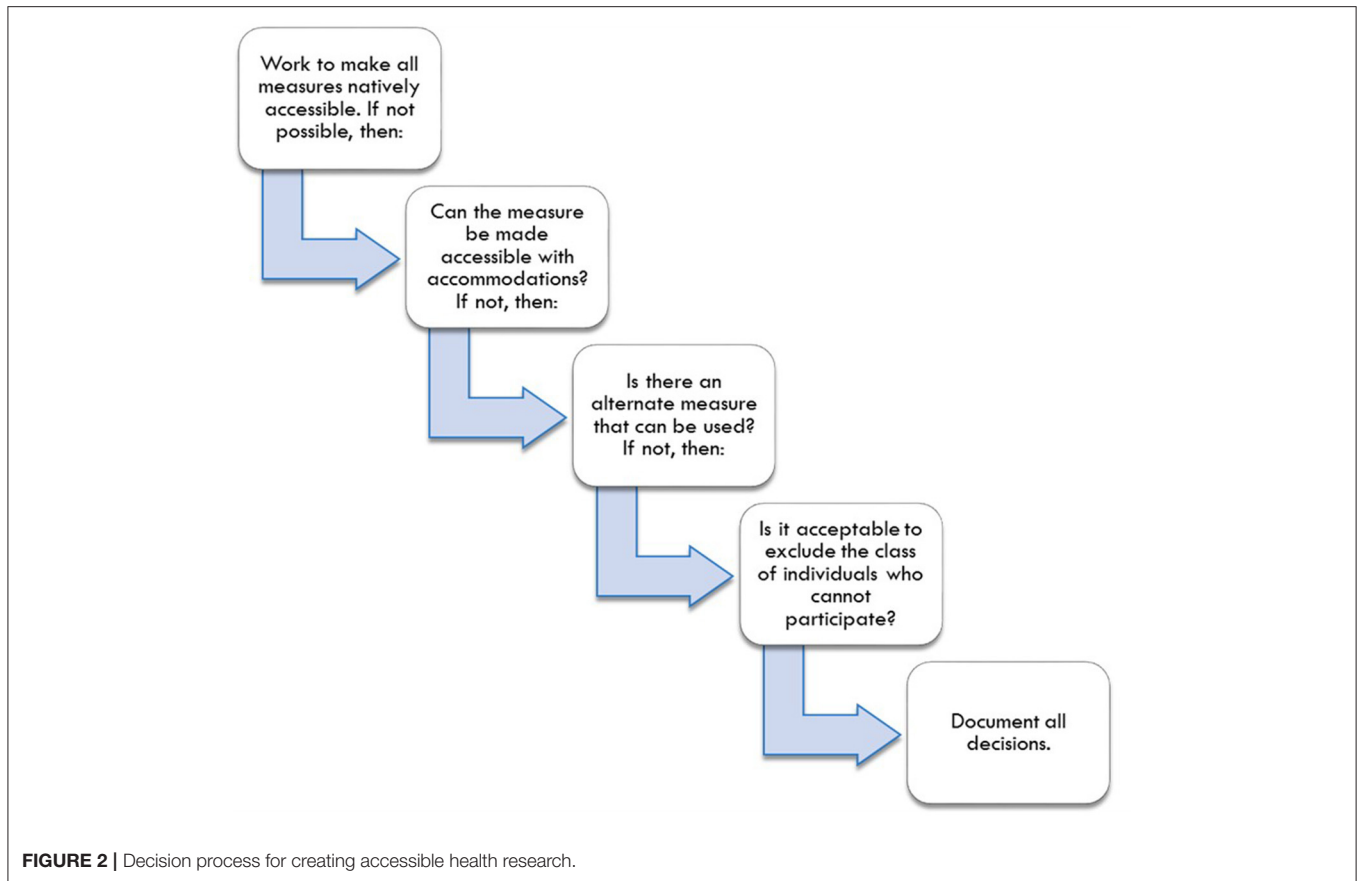 Work to make all
measures natively
accessible. If not
possible, then:
Can the measure
be made
accessible with
accommodations?
If not, then:
Is there an
alternate measure
that can be used?
If not, then:
Is it acceptable to
exclude the class
of individuals who
cannot
participate?
Document all
decisions.
FIGURE 2 | Decision process for creating accessible health research.